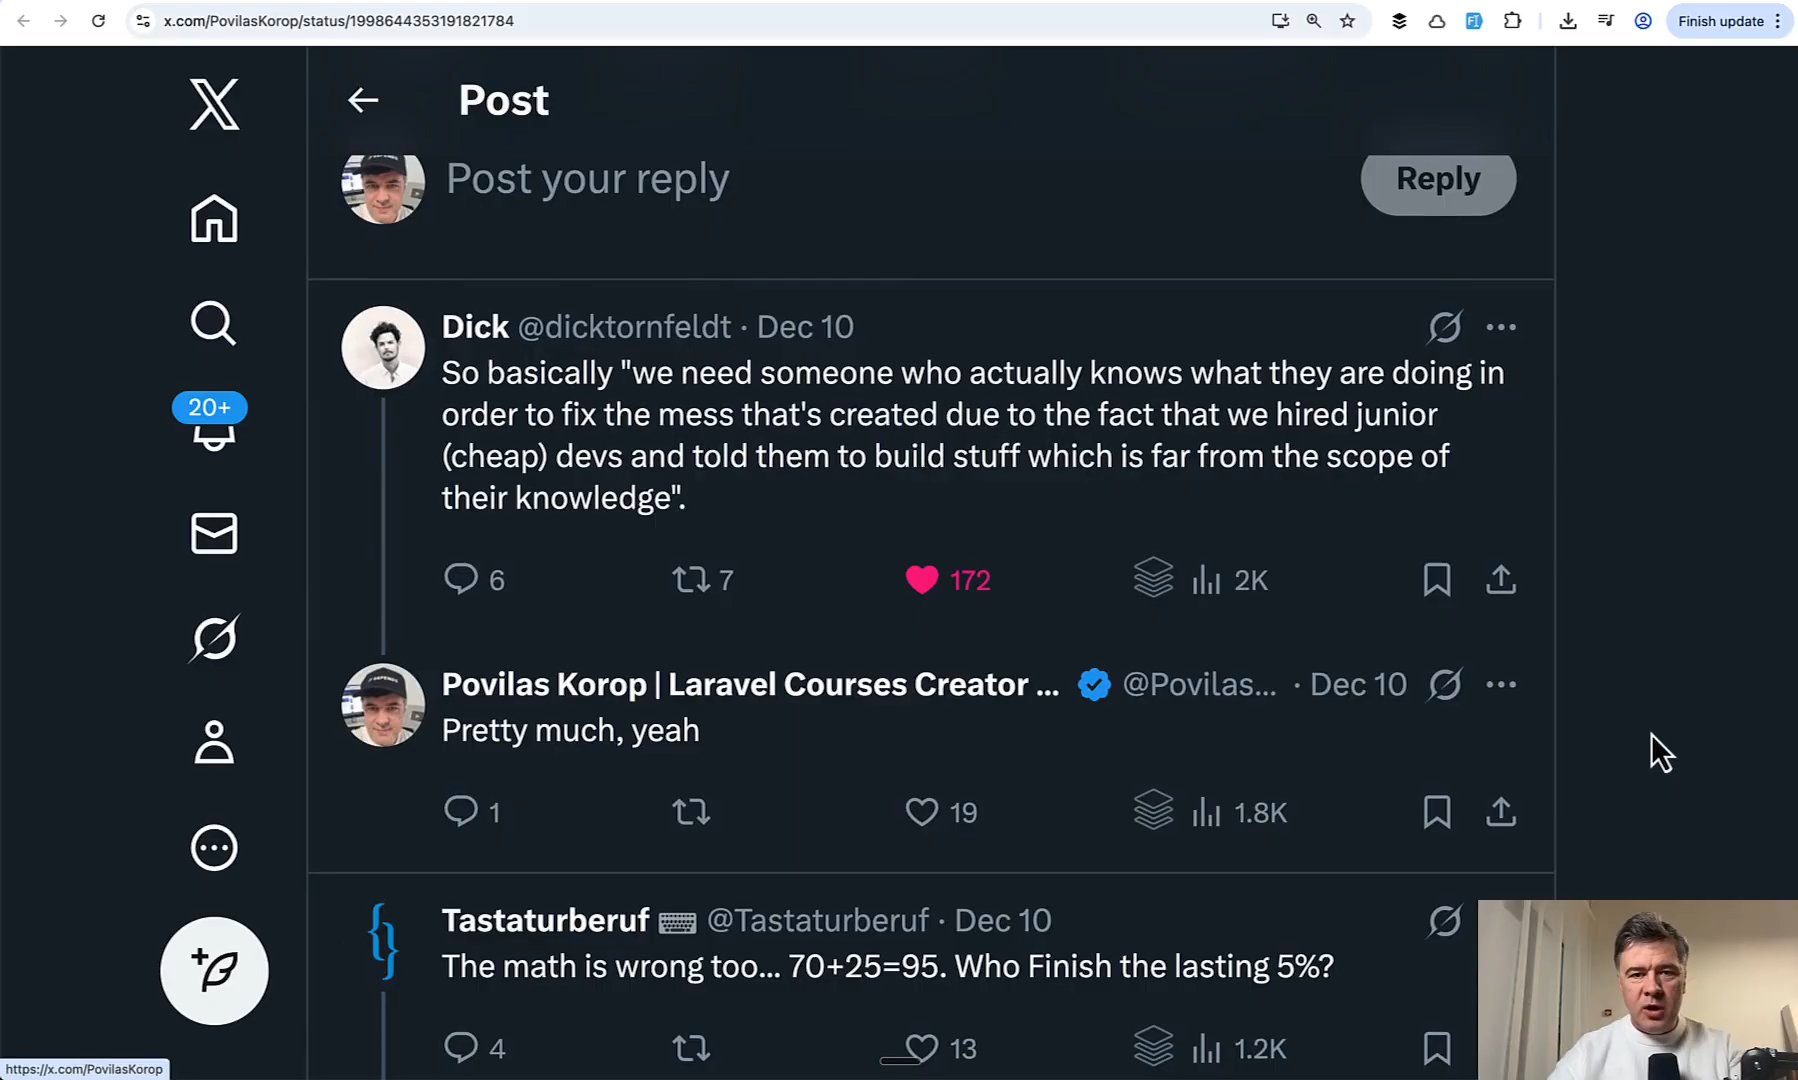 x.com/PovilasKorop/status/1998644353191821784
Finish update
Post
Post your reply
Reply
20+
Dick @dicktornfeldt · Dec 10
So basically "we need someone who actually knows what they are doing in
order to fix the mess that's created due to the fact that we hired junior
(cheap) devs and told them to build stuff which is far from the scope of
their knowledge".
6 7 172 2K
Povilas Korop | Laravel Courses Creator ... @Povilas... · Dec 10
Pretty much, yeah
1 19 1.8K
Tastaturberuf @Tastaturberuf · Dec 10
The math is wrong too... 70+25=95. Who Finish the lasting 5%?
4 13 1.2K
https://x.com/PovilasKorop